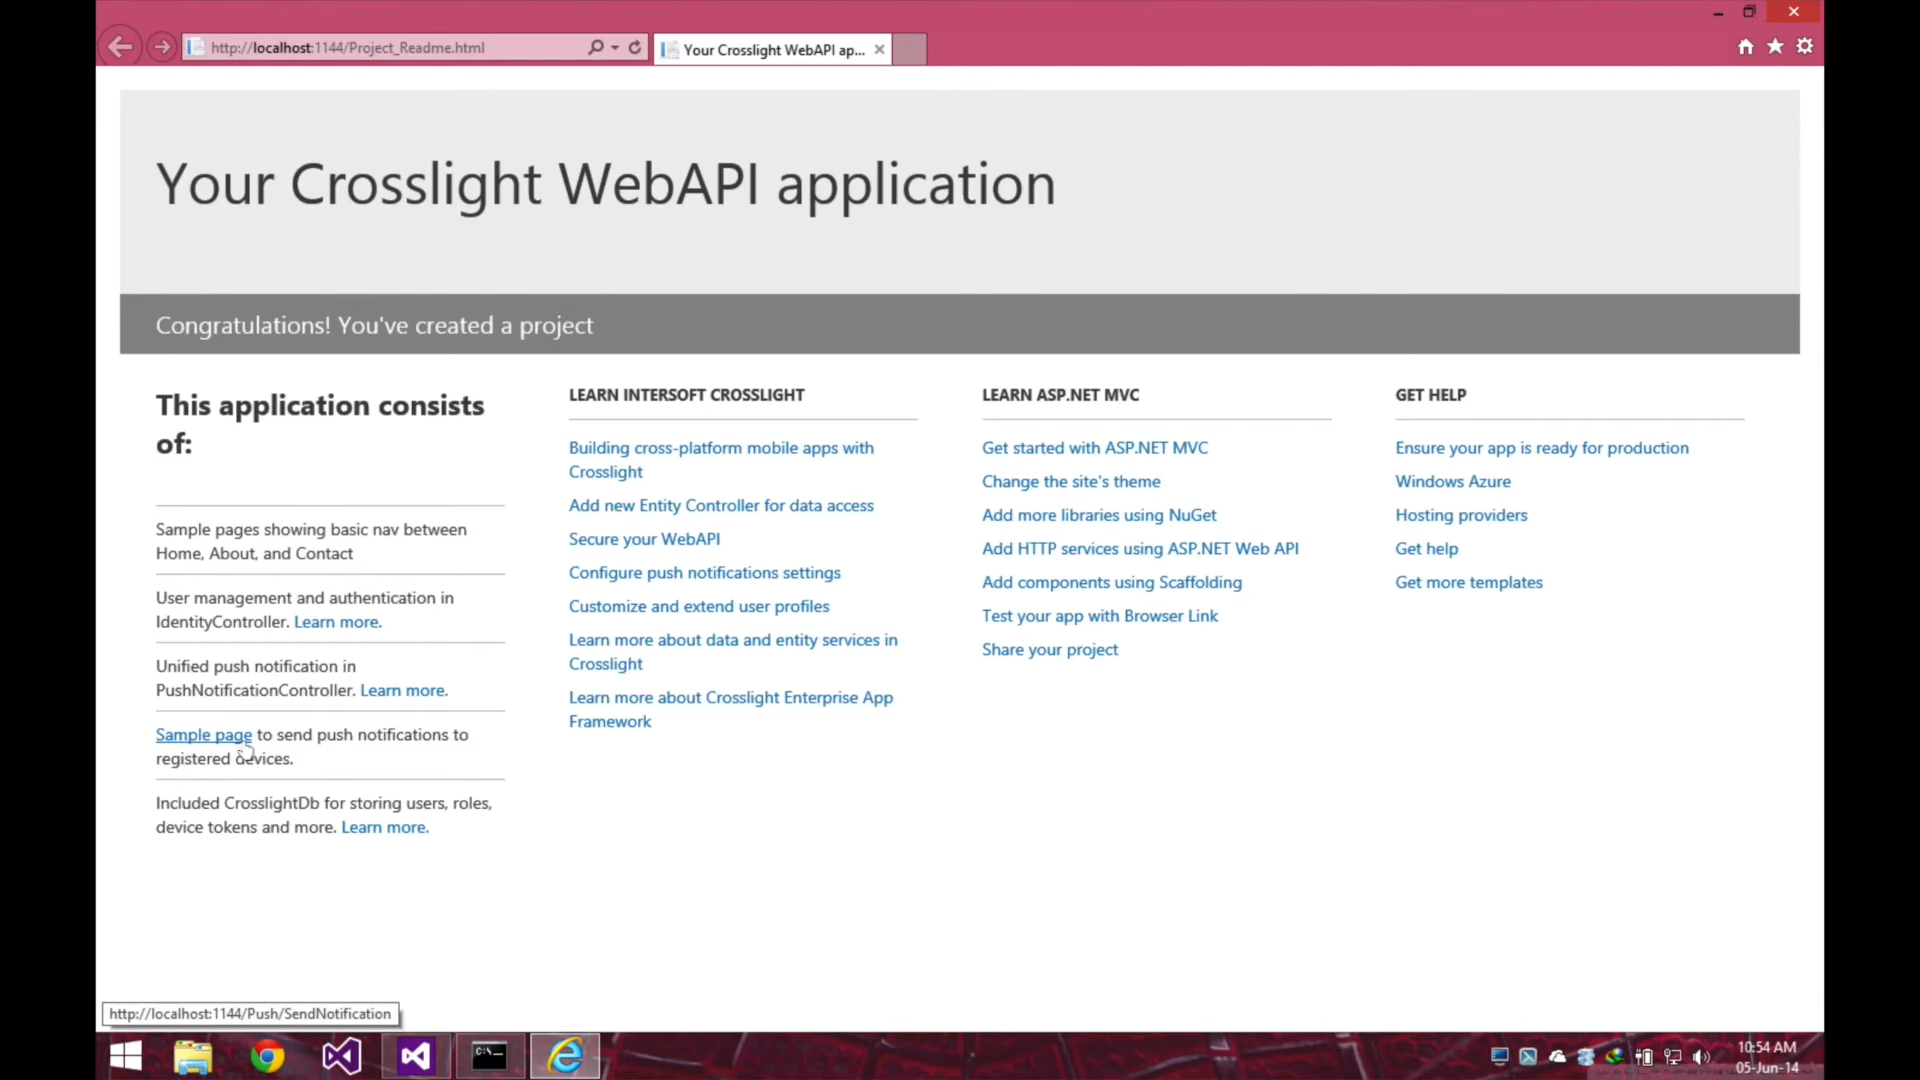 http://localhost:1144/Project_Readme.html
Your Crosslight WebAPI ap...
Your Crosslight WebAPI application
Congratulations! You've created a project
This application consists
of:
Sample pages showing basic nav between
Home, About, and Contact
User management and authentication in
IdentityController. Learn more.
Unified push notification in
PushNotificationController. Learn more.
Sample page to send push notifications to
registered devices.
Included CrosslightDb for storing users, roles,
device tokens and more. Learn more.
LEARN INTERSOFT CROSSLIGHT
Building cross-platform mobile apps with
Crosslight
Add new Entity Controller for data access
Secure your WebAPI
Configure push notifications settings
Customize and extend user profiles
Learn more about data and entity services in
Crosslight
Learn more about Crosslight Enterprise App
Framework
LEARN ASP.NET MVC
Get started with ASP.NET MVC
Change the site's theme
Add more libraries using NuGet
Add HTTP services using ASP.NET Web API
Add components using Scaffolding
Test your app with Browser Link
Share your project
GET HELP
Ensure your app is ready for production
Windows Azure
Hosting providers
Get help
Get more templates
http://localhost:1144/Push/SendNotification
C:\
10:54 AM
05-Jun-14